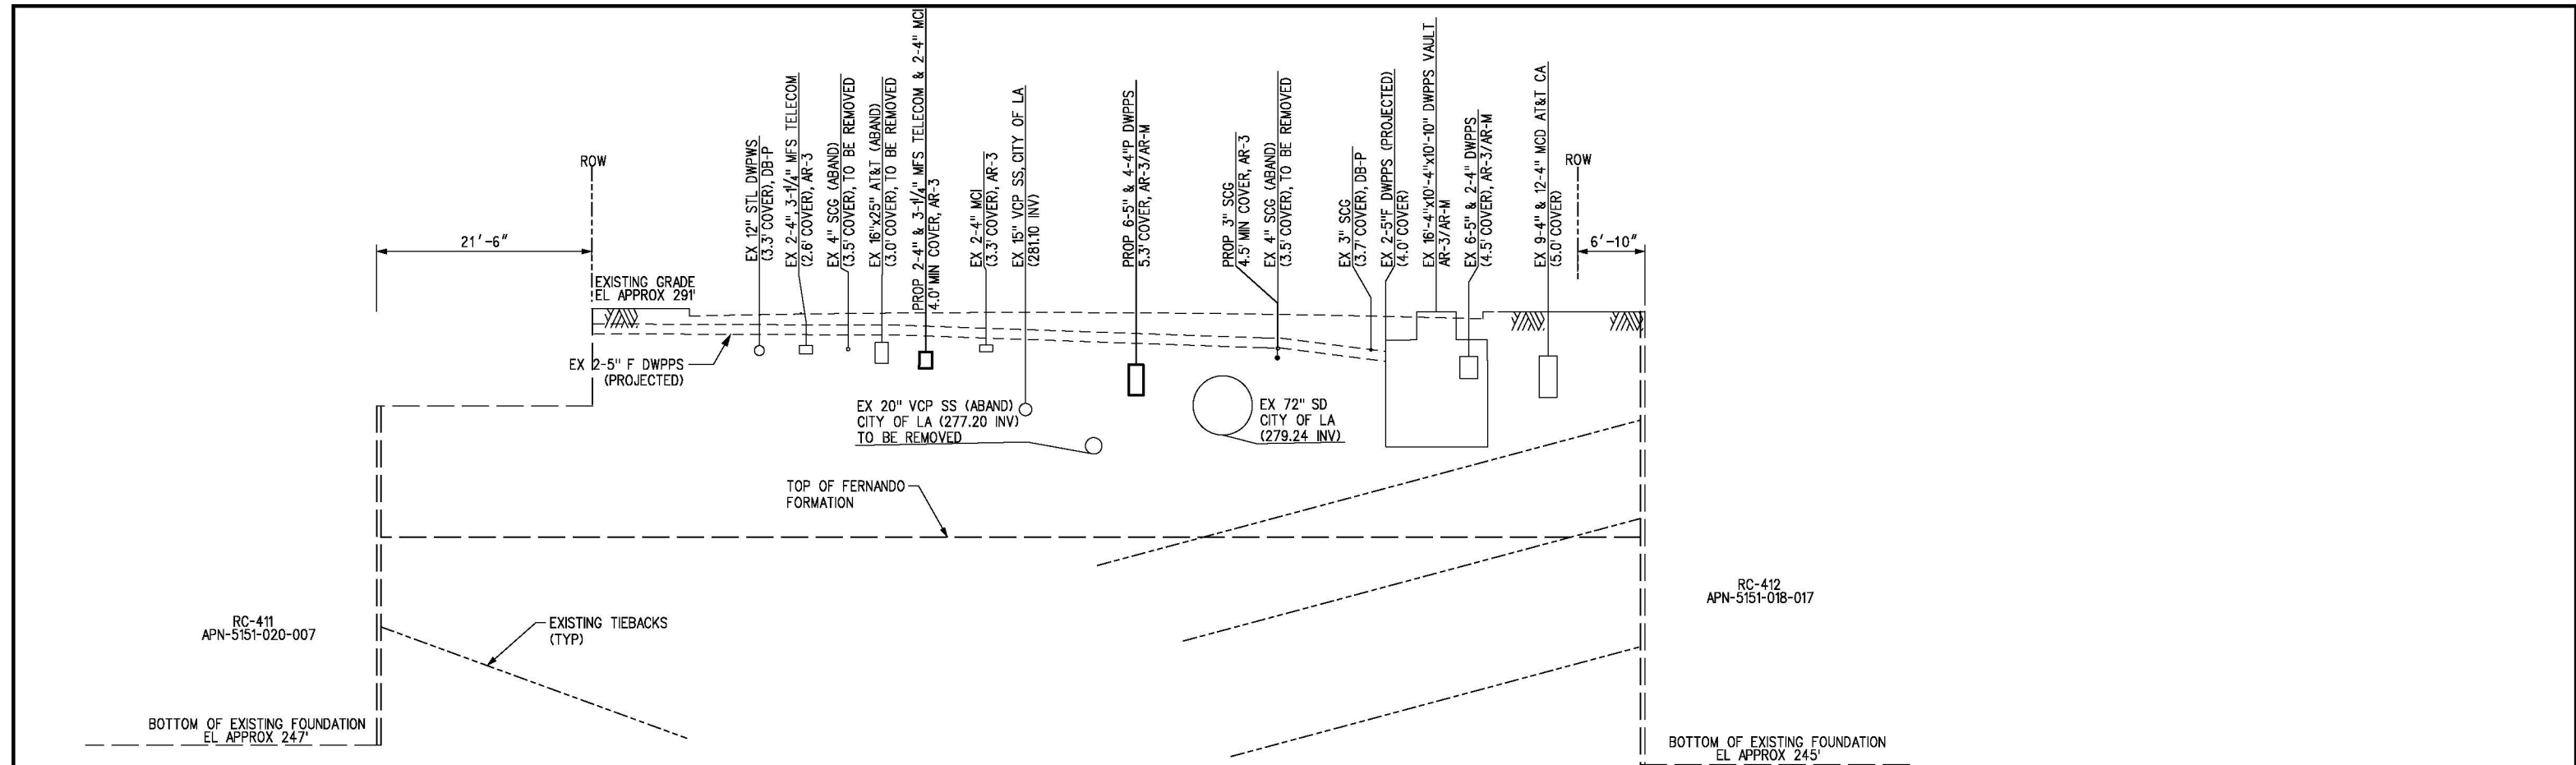 ROW
21'-6"
EXISTING GRADE
EL APPROX 291'
EX 12" STL DWPWS
(3.3' COVER), DB-P
EX 2-4", 3-1/4" MFS TELECOM
(2.6' COVER), AR-3
EX 4" SCG (ABAND)
(3.5' COVER), TO BE REMOVED
EX 16"x25" AT&T (ABAND)
(3.0' COVER), TO BE REMOVED
PROP 2-4" & 3-1/4" MFS TELECOM & 2-4" MCI
4.0' MIN COVER, AR-3
EX 2-4" MCI
(3.3' COVER), AR-3
EX 15" VCP SS, CITY OF LA
(281.10 INV)
PROP 6-5" & 4-4"P DWPPS
5.3' COVER, AR-3/AR-M
PROP 3" SCG
4.5' MIN COVER, AR-3
EX 4" SCG (ABAND)
(3.5' COVER), TO BE REMOVED
EX 3" SCG
(3.7' COVER), DB-P
EX 2-5"F DWPPS (PROJECTED)
(4.0' COVER)
EX 16'-4"x10'-4"x10'-10" DWPPS VAULT
AR-3/AR-M
EX 6-5" & 2-4" DWPPS
(4.5' COVER), AR-3/AR-M
EX 9-4" & 12-4" MCD AT&T CA
(5.0' COVER)
ROW
6'-10"
EX 2-5" F DWPPS
(PROJECTED)
EX 20" VCP SS (ABAND)
CITY OF LA (277.20 INV)
TO BE REMOVED
EX 72" SD
CITY OF LA
(279.24 INV)
TOP OF FERNANDO
FORMATION
RC-411
APN-5151-020-007
EXISTING TIEBACKS
(TYP)
RC-412
APN-5151-018-017
BOTTOM OF EXISTING FOUNDATION
EL APPROX 247'
BOTTOM OF EXISTING FOUNDATION
EL APPROX 245'